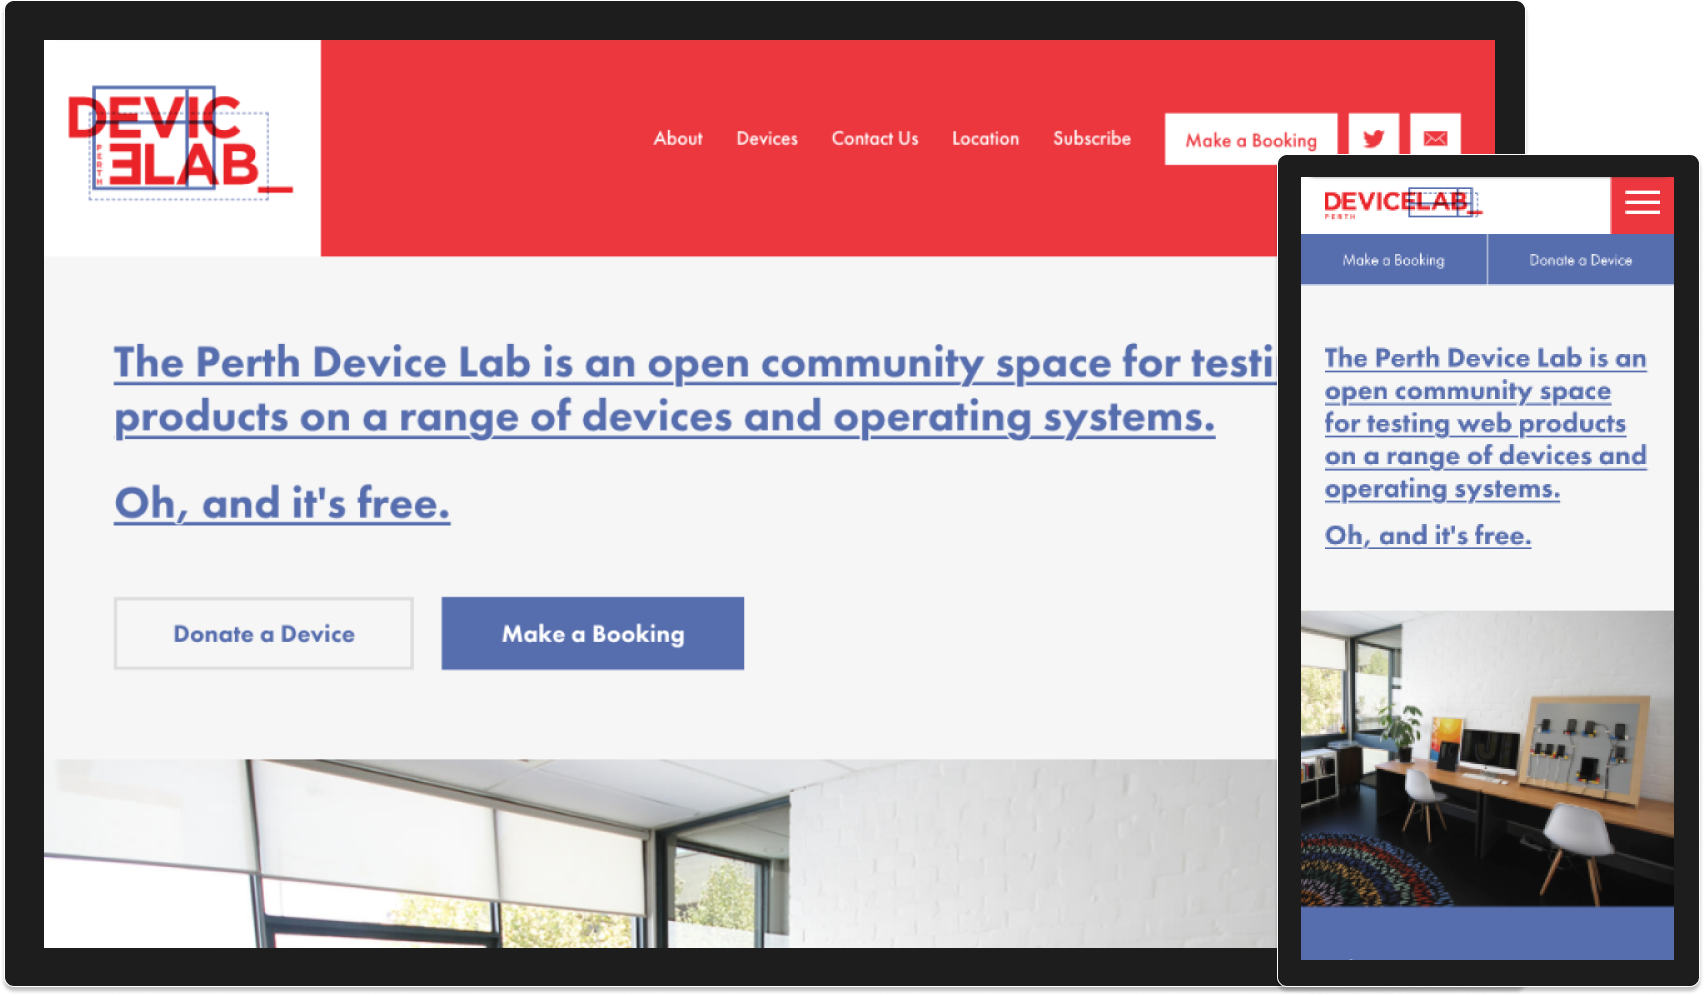 DEVIC
ELAB_
PERTH
About
Devices
Contact Us
Location
Subscribe
Make a Booking
The Perth Device Lab is an open community space for testi
products on a range of devices and operating systems.
Oh, and it's free.
Donate a Device
Make a Booking
DEVICELAB_
PERTH
Make a Booking
Donate a Device
The Perth Device Lab is an
open community space
for testing web products
on a range of devices and
operating systems.
Oh, and it's free.